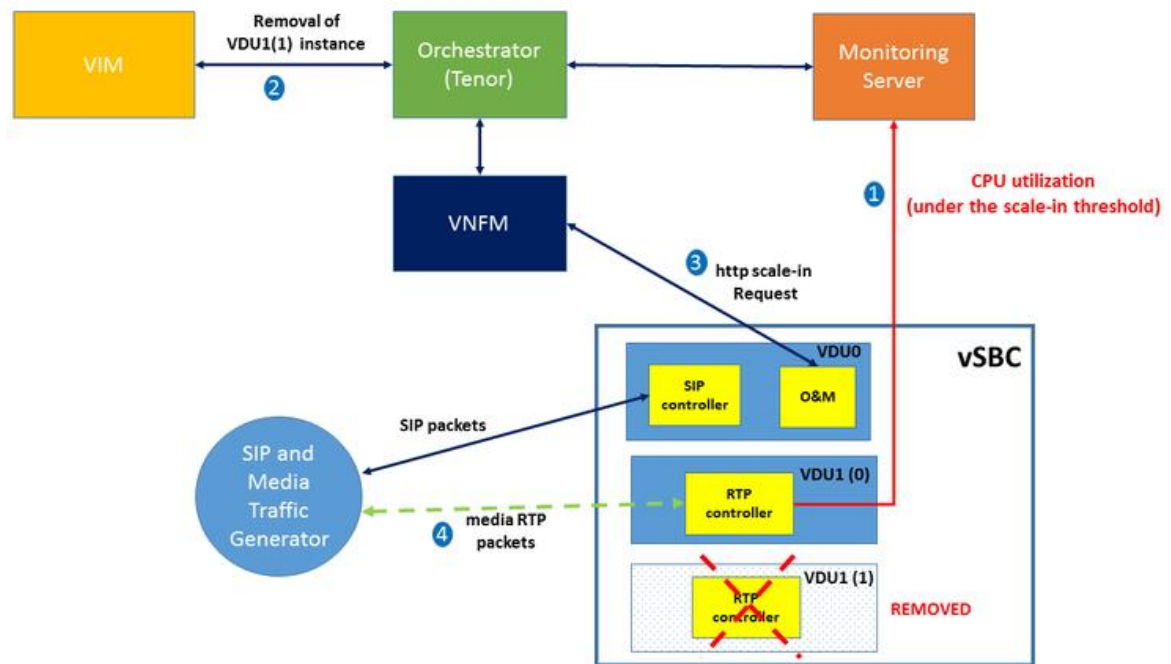 Removal of
VDU1(1) instance
VIM
2
Orchestrator
(Tenor)
Monitoring
Server
1
CPU utilization
(under the scale-in threshold)
VNFM
3
http scale-in
Request
vSBC
VDU0
SIP
controller
O&M
SIP packets
SIP and
Media
Traffic
Generator
VDU1 (0)
RTP
controller
4
media RTP
packets
VDU1 (1)
RTP
controller
REMOVED